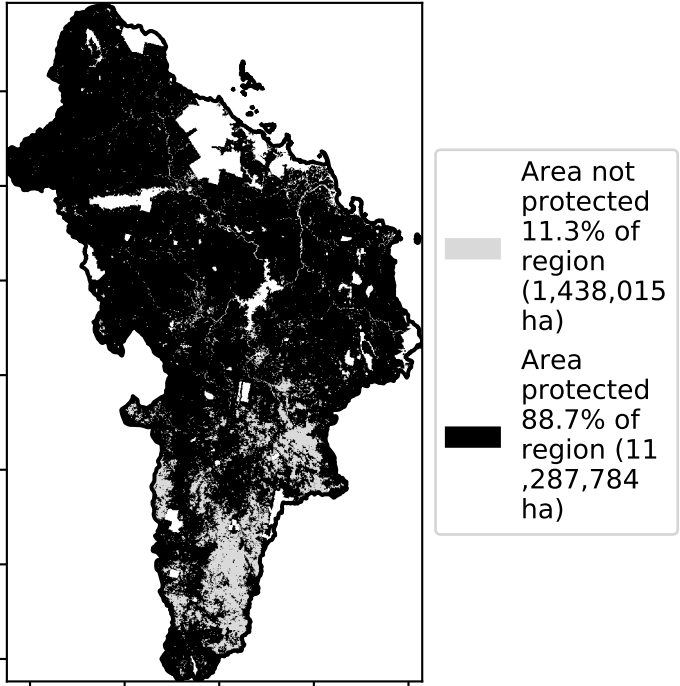 Area not
protected
11.3% of
region
(1,438,015
ha)
Area
protected
88.7% of
region (11
,287,784
ha)